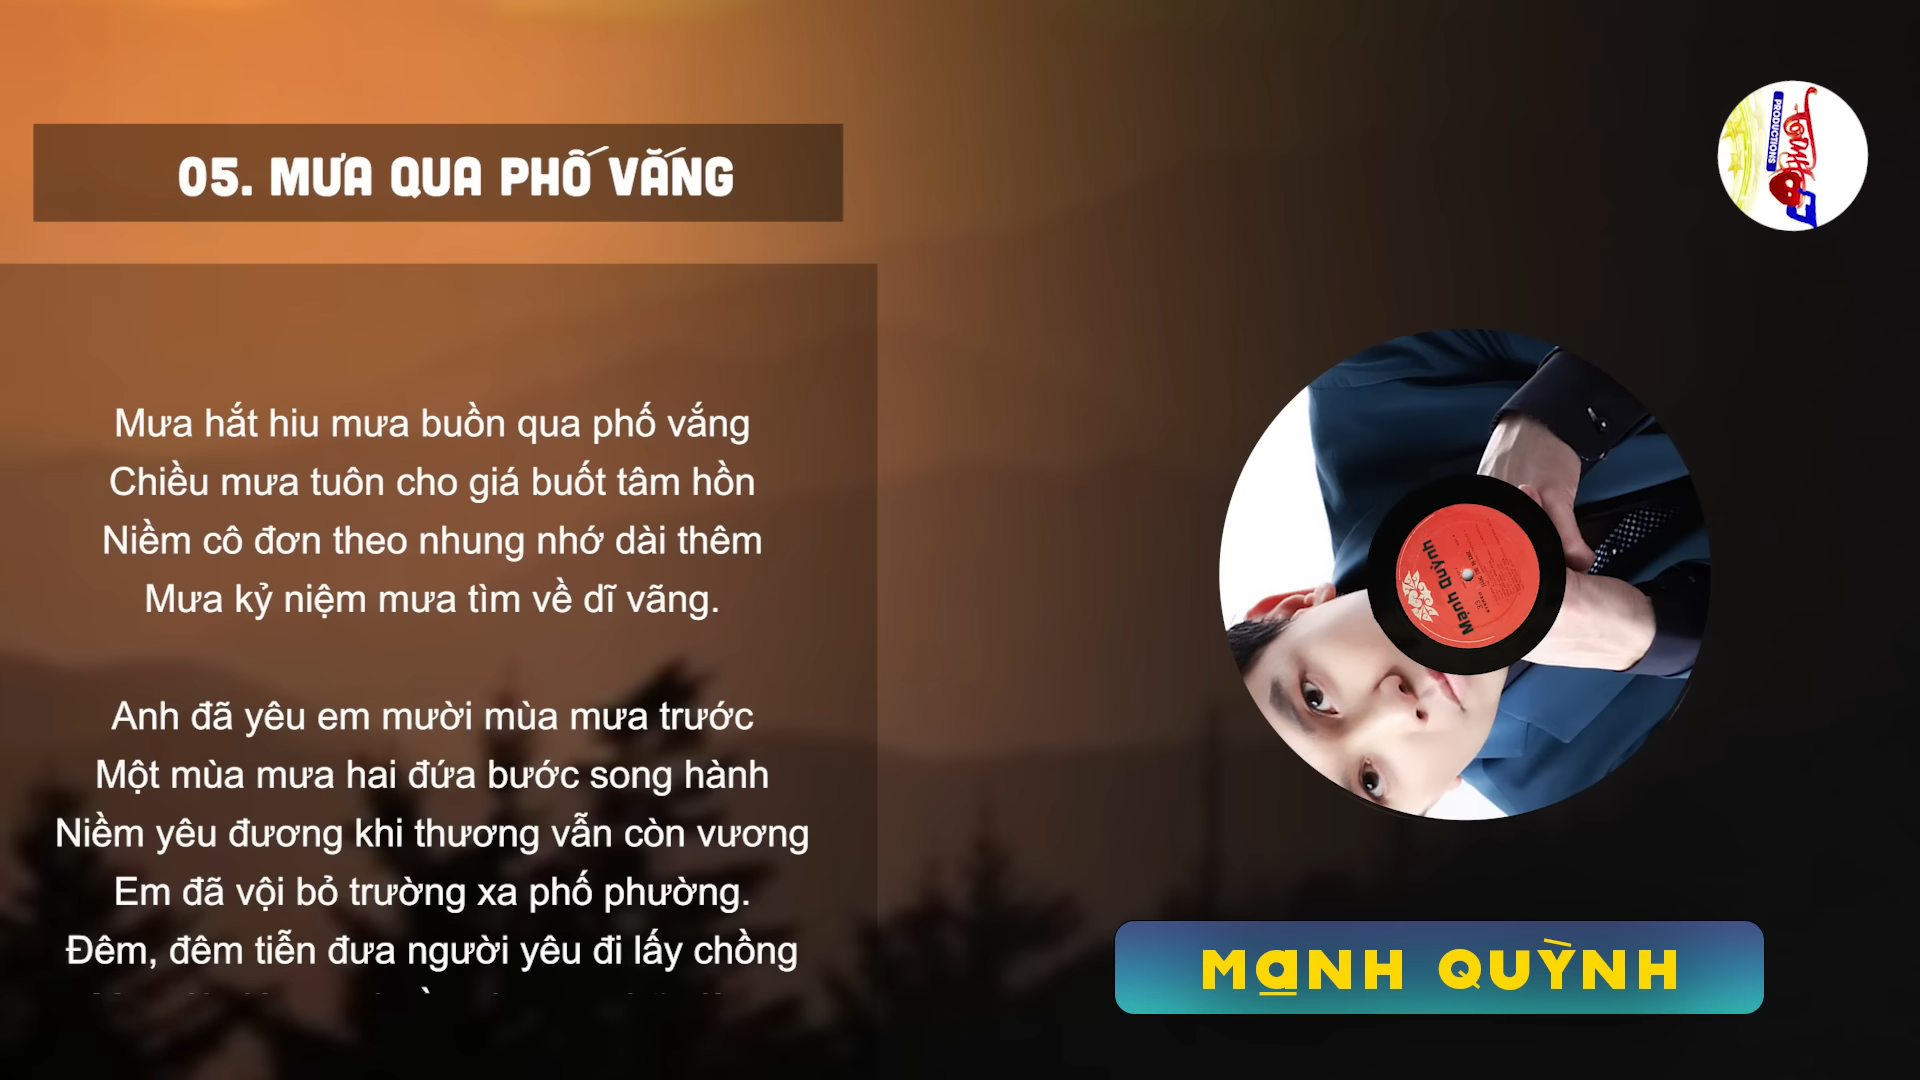 05. MƯA QUA PHỐ VẮNG
Mưa hắt hiu mưa buồn qua phố vắng
Chiều mưa tuôn cho giá buốt tâm hồn
Niềm cô đơn theo nhung nhớ dài thêm
Mưa kỷ niệm mưa tìm về dĩ vãng.
Anh đã yêu em mười mùa mưa trước
Một mùa mưa hai đứa bước song hành
Niềm yêu đương khi thương vẫn còn vương
Em đã vội bỏ trường xa phố phường.
Đêm, đêm tiễn đưa người yêu đi lấy chồng
PRODUCTIONS
Mạnh Quỳnh
33
MẠNH QUỲNH